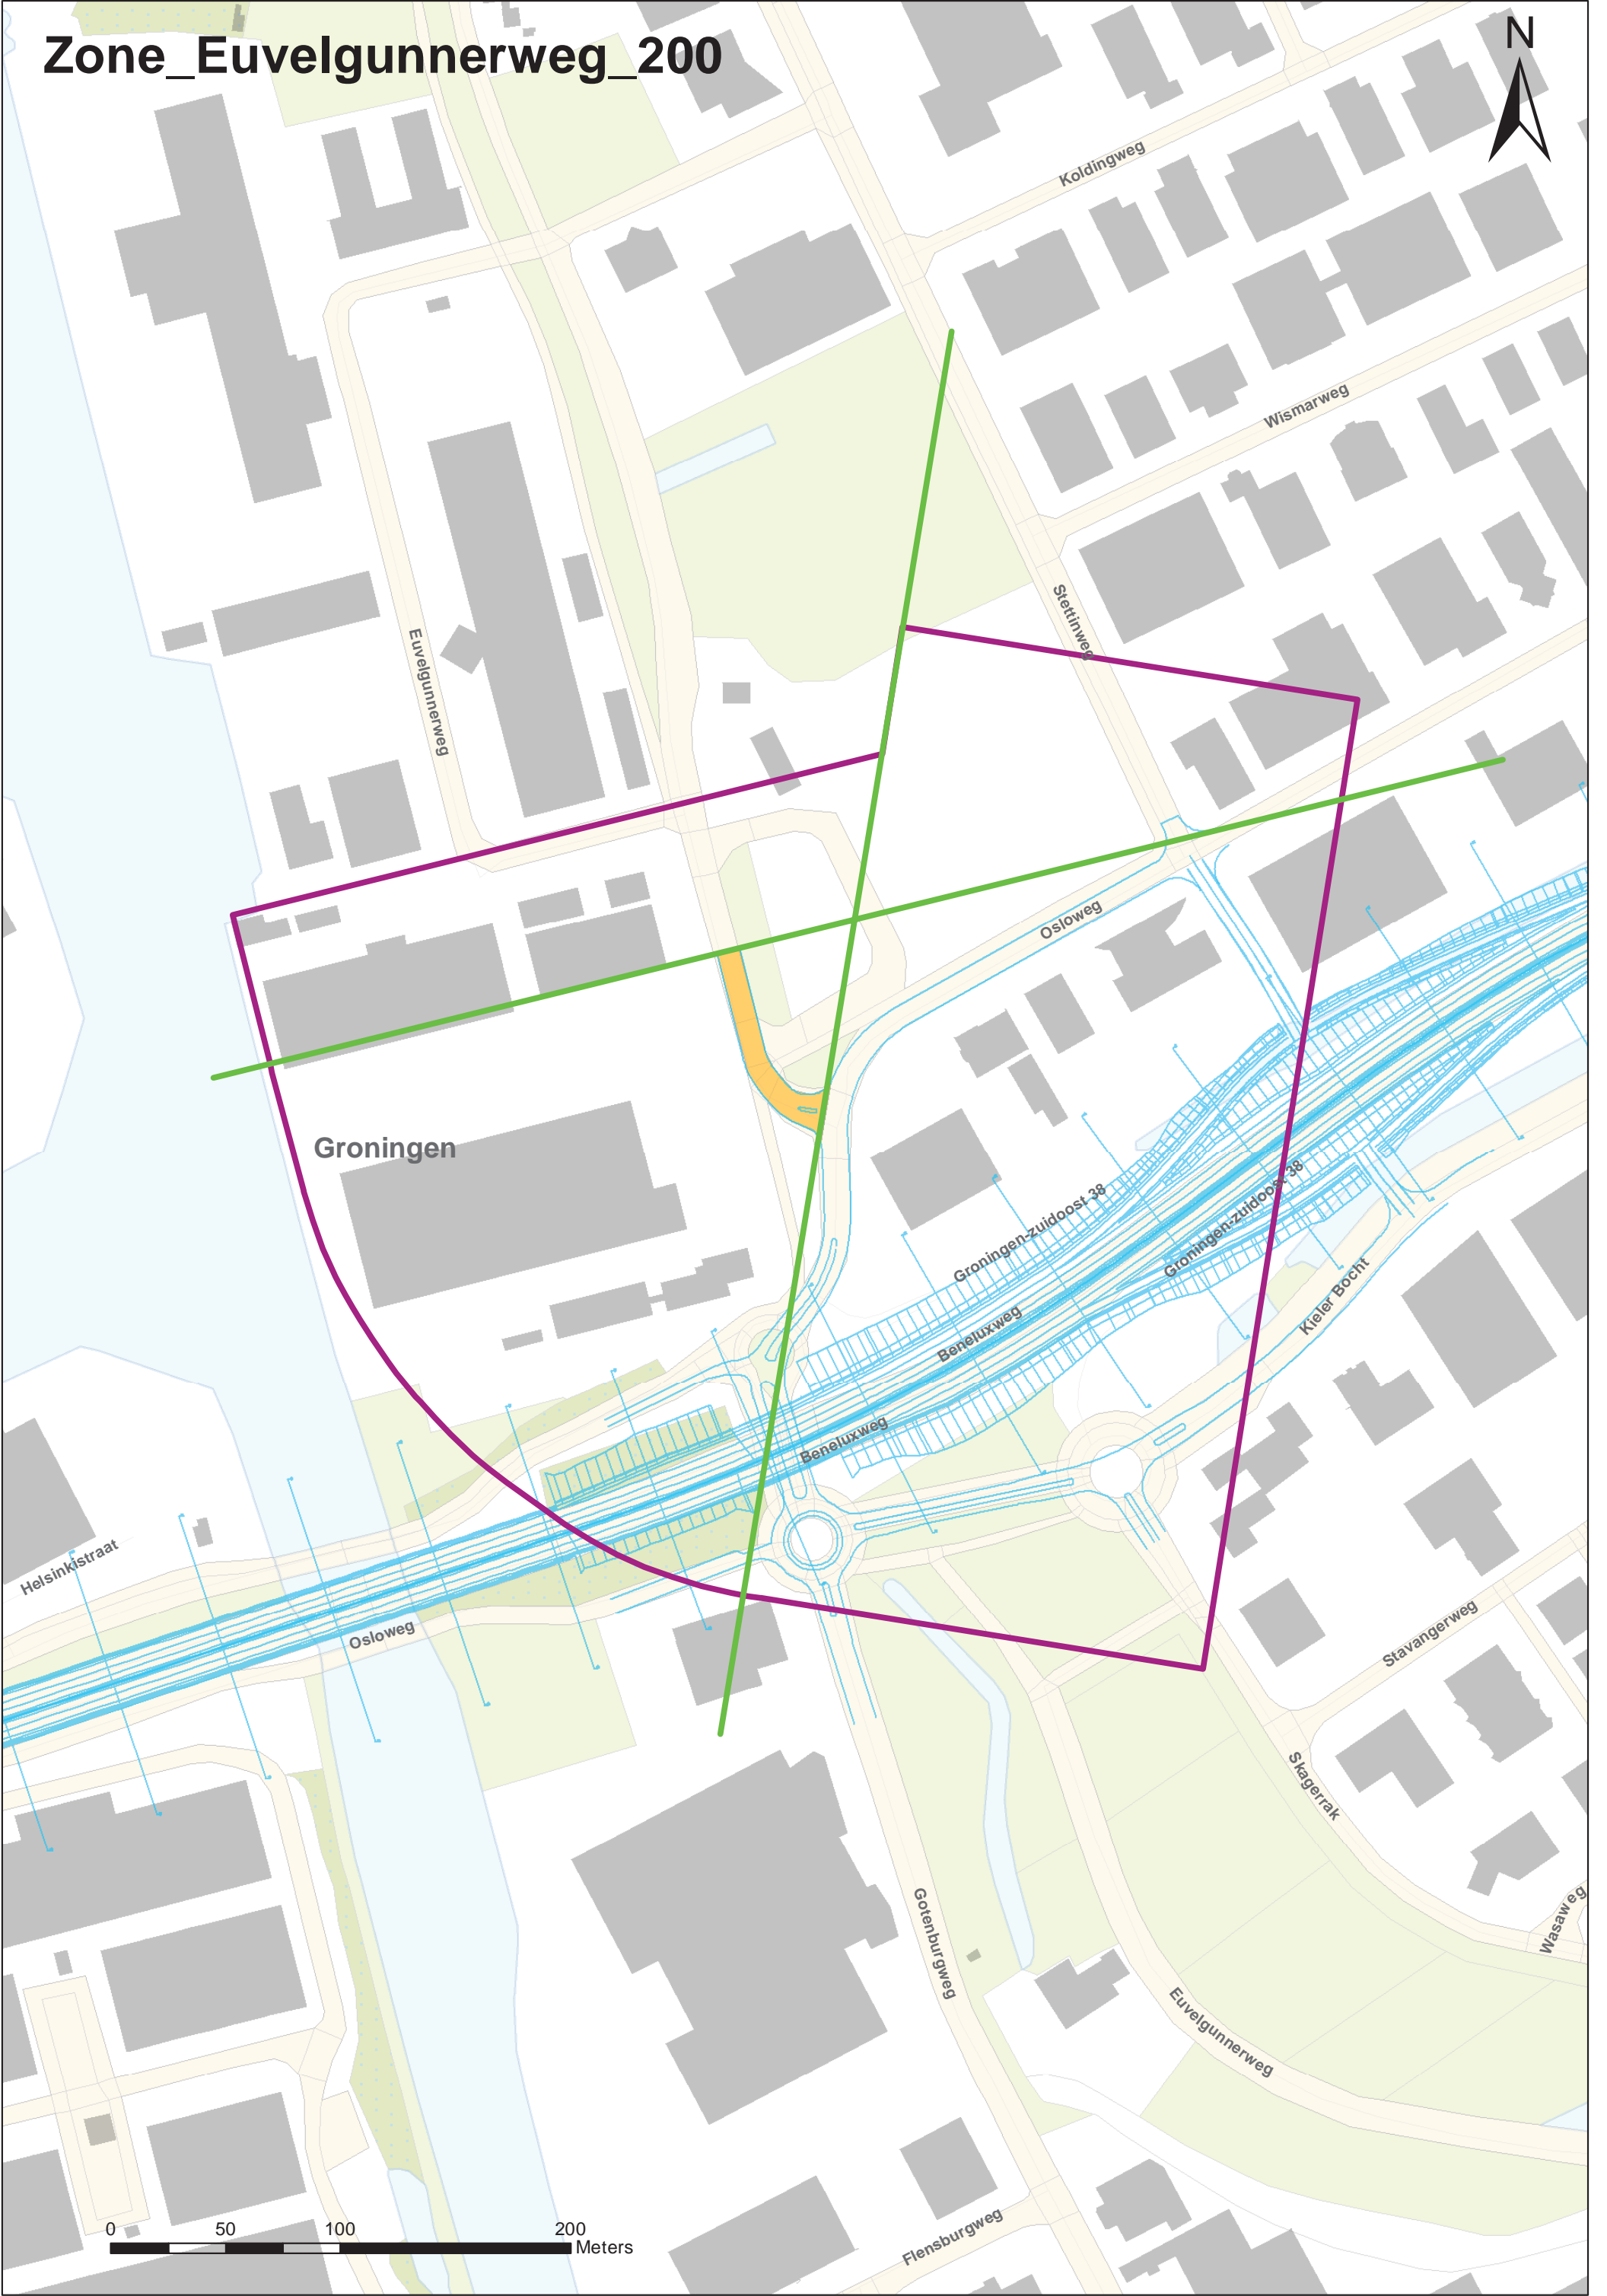 Zone_Euvelgunnerweg_200
N
Koldingweg
Wismarweg
Stettinweg
Euvelgunnerweg
Osloweg
Groningen
Groningen-zuidoost 38
Groningen-zuidoost 38
Kieler Bocht
Beneluxweg
Beneluxweg
Helsinkistraat
Osloweg
Stavangerweg
Skagerrak
Wasaweg
Gotenburgweg
Euvelgunnerweg
Flensburgweg
0 50 100 200
Meters